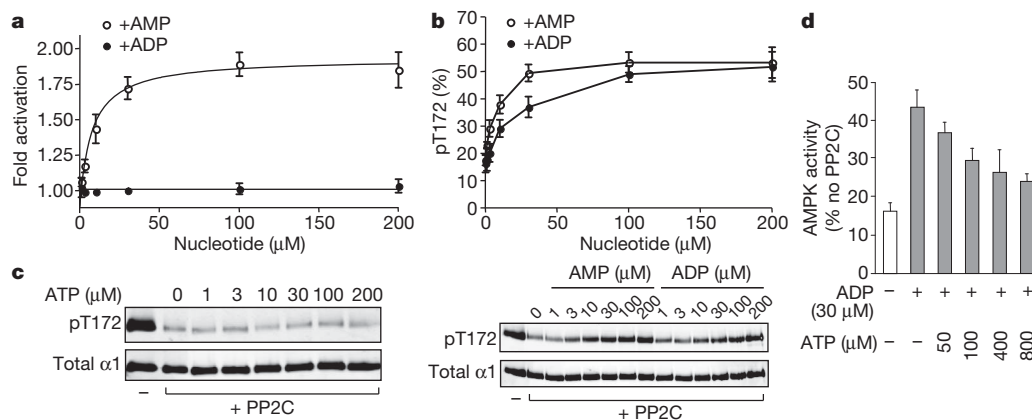 a
+AMP
+ADP
Fold activation
2.00
1.75
1.50
1.25
1.00
0
50
100
150
200
Nucleotide (μM)
b
+AMP
+ADP
pT172 (%)
60
50
40
30
20
10
0
0
50
100
150
200
Nucleotide (μM)
c
ATP (μM) 0 1 3 10 30 100 200
pT172
Total α1
–
+ PP2C
AMP (μM) ADP (μM)
0 1 3 10 30 100 200 1 3 10 30 100 200
pT172
Total α1
–
+ PP2C
d
AMPK activity
(% no PP2C)
50
40
30
20
10
0
ADP – + + + + +
(30 μM)
ATP (μM) – – 50 100 400 800